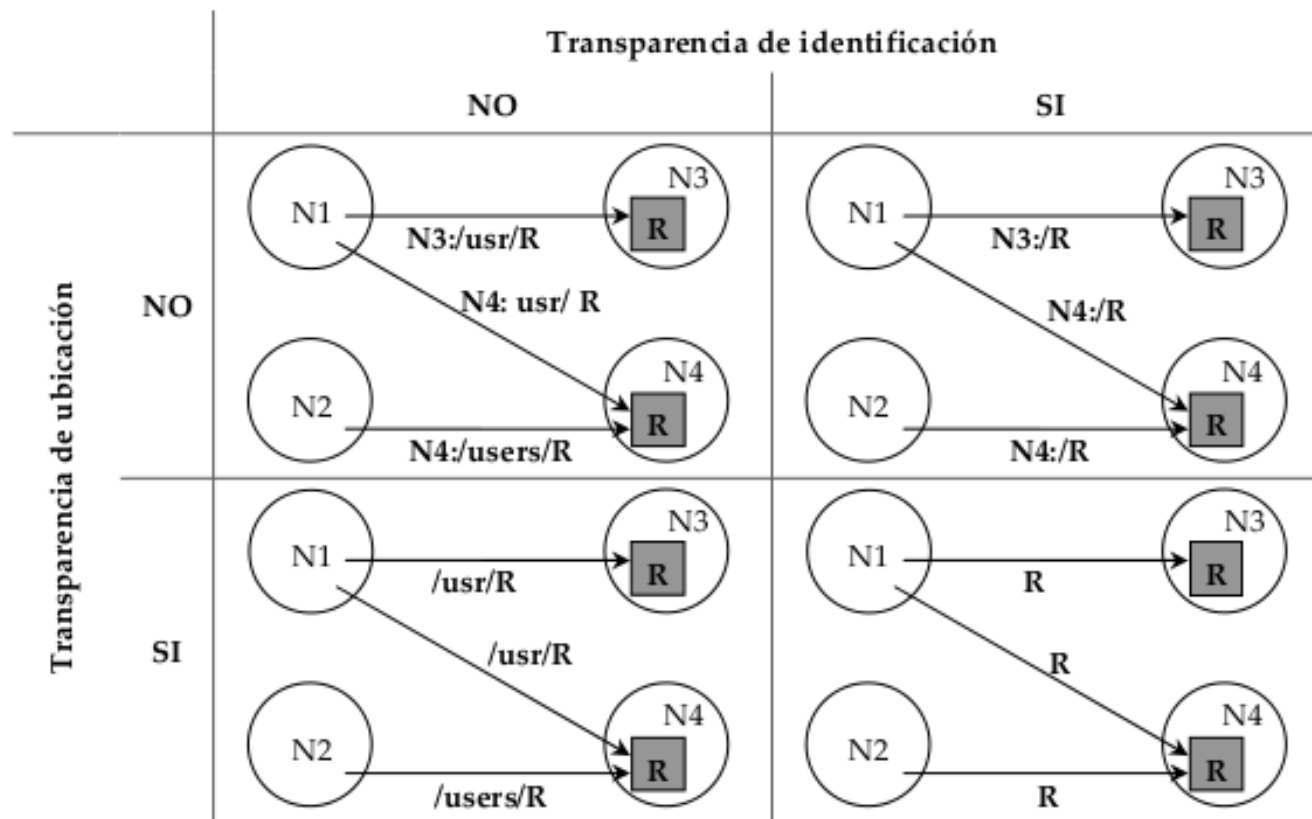 Transparencia de identificación
NO
SI
Transparencia de ubicación
NO
N1
N3
R
N3:/usr/R
N4: usr/ R
N2
N4
R
N4:/users/R
N1
N3
R
N3:/R
N4:/R
N2
N4
R
N4:/R
SI
N1
N3
R
/usr/R
/usr/R
N2
N4
R
/users/R
N1
N3
R
R
R
N2
N4
R
R